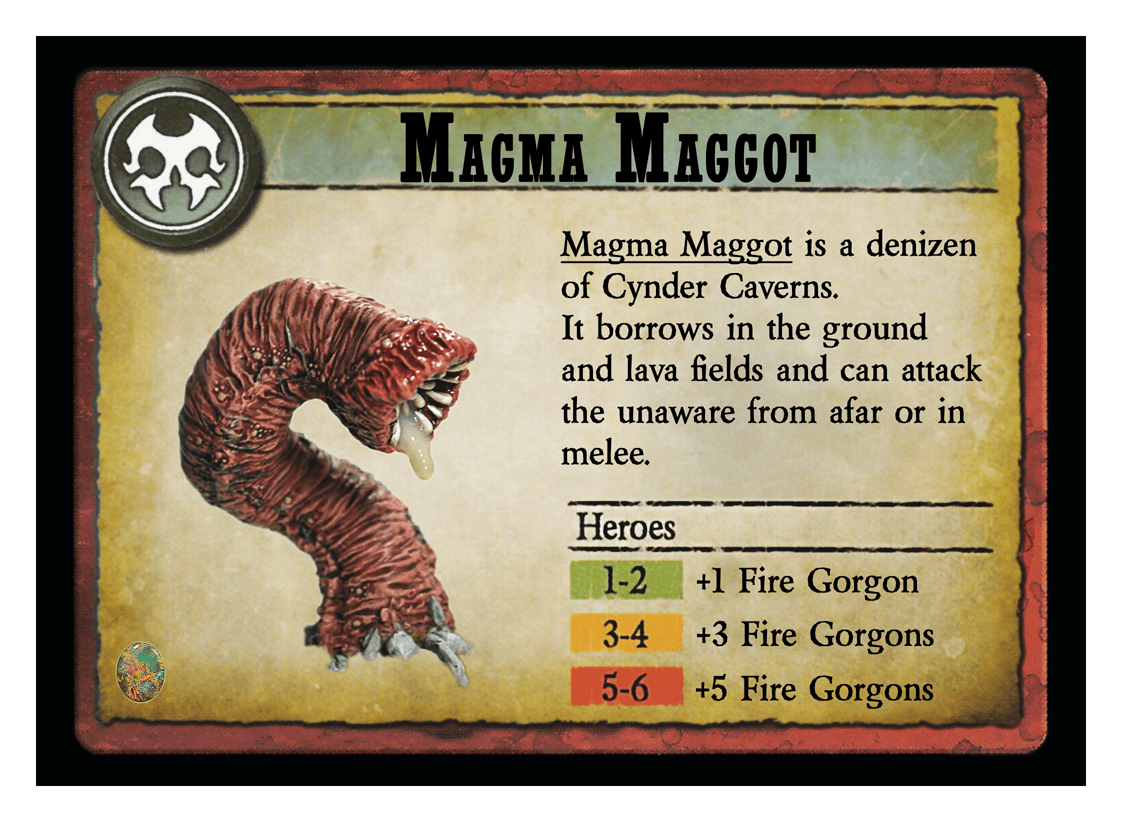 Magma Maggot
Magma Maggot is a denizen
of Cynder Caverns.
It borrows in the ground
and lava fields and can attack
the unaware from afar or in
melee.
Heroes
1-2 +1 Fire Gorgon
3-4 +3 Fire Gorgons
5-6 +5 Fire Gorgons